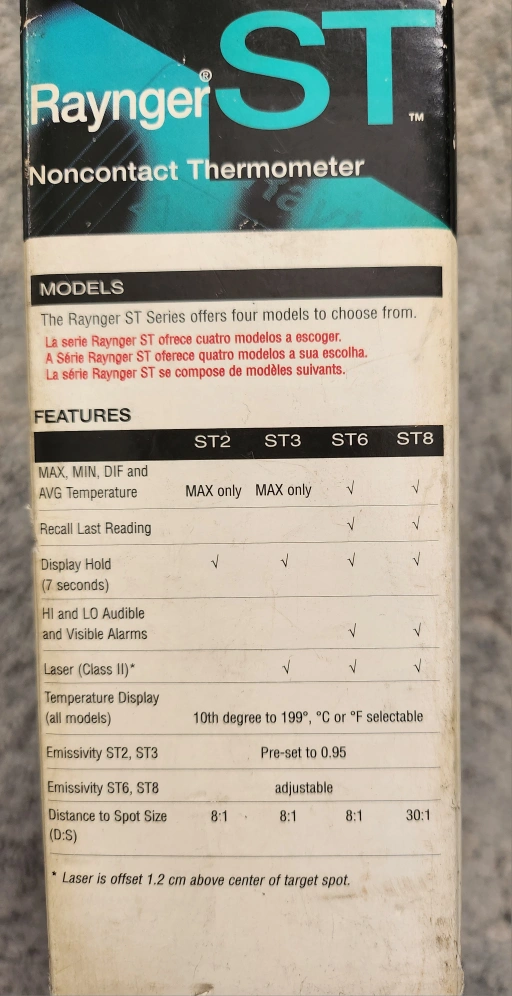 Raynger® ST™
Noncontact Thermometer
MODELS
The Raynger ST Series offers four models to choose from.
La serie Raynger ST ofrece cuatro modelos a escoger.
A Série Raynger ST oferece quatro modelos a sua escolha.
La série Raynger ST se compose de modèles suivants.
FEATURES
ST2 ST3 ST6 ST8
MAX, MIN, DIF and
AVG Temperature MAX only MAX only √ √
Recall Last Reading √ √
Display Hold √ √ √ √
(7 seconds)
HI and LO Audible
and Visible Alarms √ √
Laser (Class II)* √ √ √
Temperature Display
(all models) 10th degree to 199°, °C or °F selectable
Emissivity ST2, ST3 Pre-set to 0.95
Emissivity ST6, ST8 adjustable
Distance to Spot Size 8:1 8:1 8:1 30:1
(D:S)
* Laser is offset 1.2 cm above center of target spot.